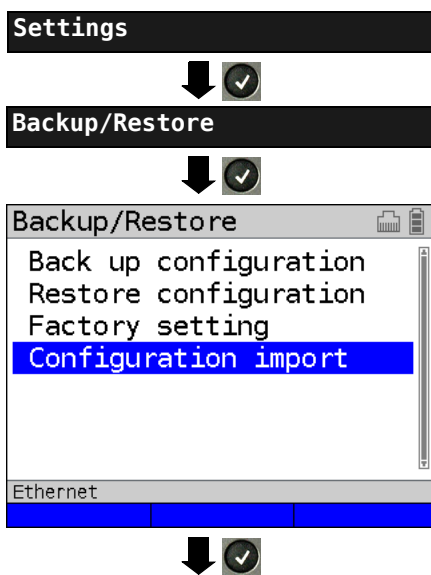 Settings
Backup/Restore
Backup/Restore
Back up configuration
Restore configuration
Factory setting
Configuration import
Ethernet